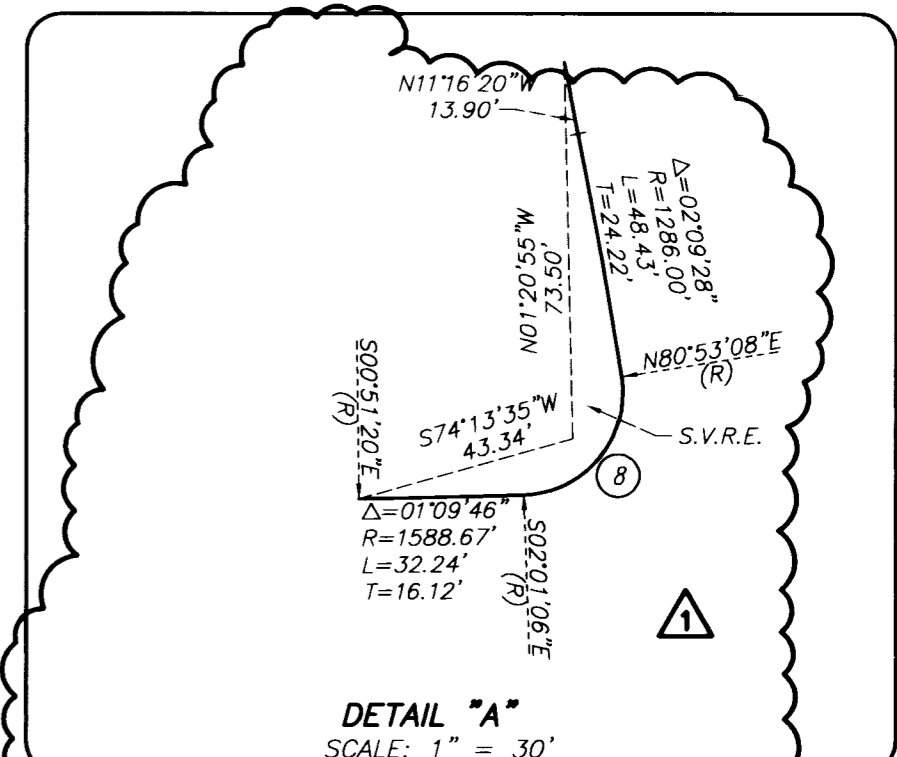 N11°16'20"W
13.90'
Δ=02°09'28"
R=1286.00'
L=48.43'
T=24.22'
N01°20'55"W
73.50'
N80°53'08"E
(R)
S00°51'20"E
(R)
S74°13'35"W
43.34'
S.V.R.E.
8
Δ=01°09'46"
R=1588.67'
L=32.24'
T=16.12'
S02°01'06"E
(R)
1
DETAIL "A"
SCALE: 1" = 30'